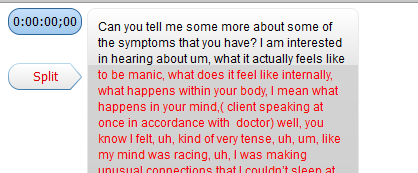 0:00:00;00
Can you tell me some more about some of
the symptoms that you have? I am interested
in hearing about um, what it actually feels like
Split
to be manic, what does it feel like internally,
what happens within your body, I mean what
happens in your mind,( client speaking at
once in accordance with  doctor) well, you
know I felt, uh, kind of very tense, uh, um, like
my mind was racing, uh, I was making
unusual connections that I couldn't sleep at